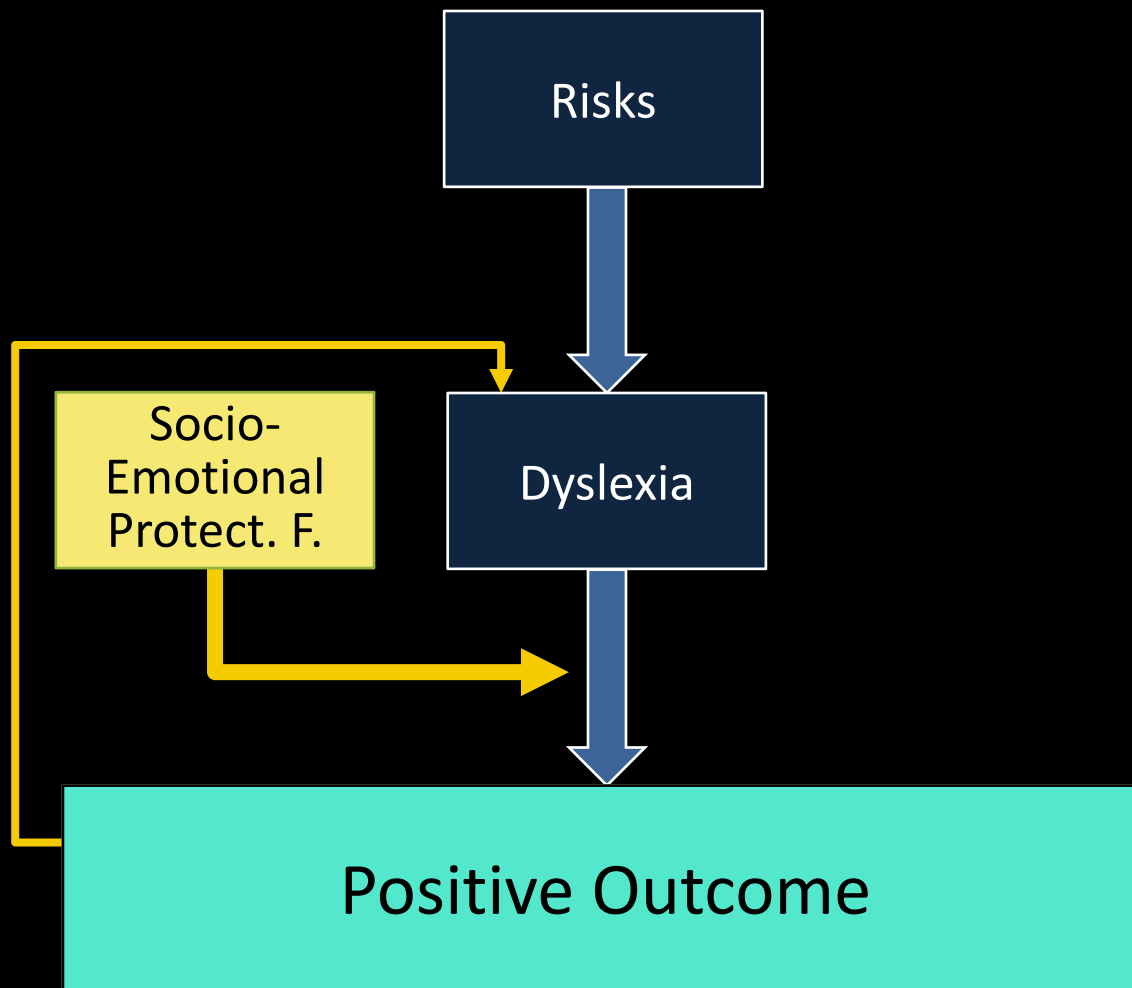 Risks
Socio-
Emotional
Protect. F.
Dyslexia
Positive Outcome